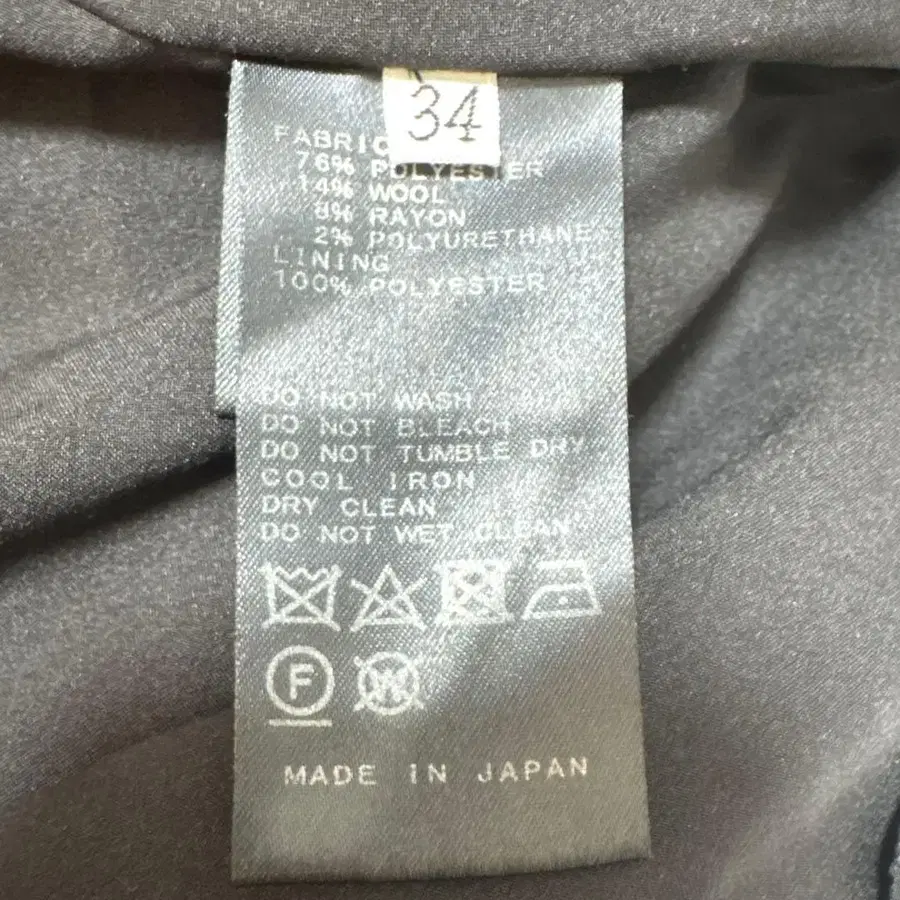 34
FABRIC
76% POLYESTER
14% WOOL
8% RAYON
2% POLYURETHANE
LINING
100% POLYESTER
DO NOT WASH
DO NOT BLEACH
DO NOT TUMBLE DRY
COOL IRON
DRY CLEAN
DO NOT WET CLEAN
F W
MADE IN JAPAN